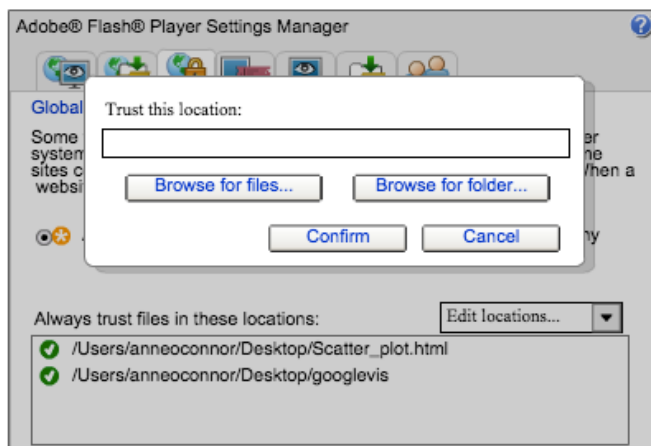 Adobe® Flash® Player Settings Manager
?
Global
Trust this location:
Some
er
system
sites c
When a
websi
Browse for files...
Browse for folder...
Confirm
Cancel
Always trust files in these locations:
Edit locations...
/Users/anneoconnor/Desktop/Scatter_plot.html
/Users/anneoconnor/Desktop/googlevis